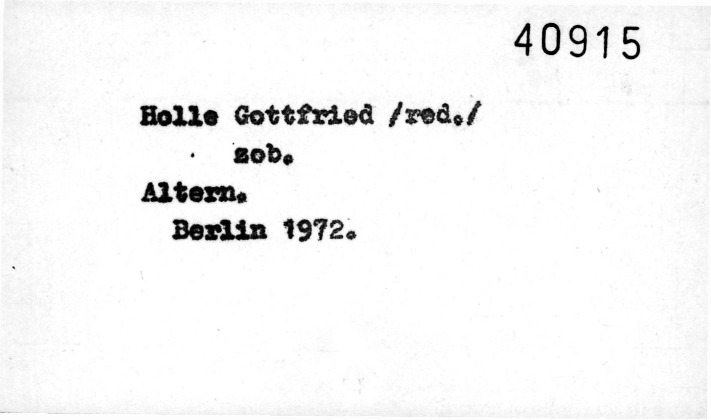 40915
Holle Gottfried /red./
zob.
Altern.
Berlin 1972.